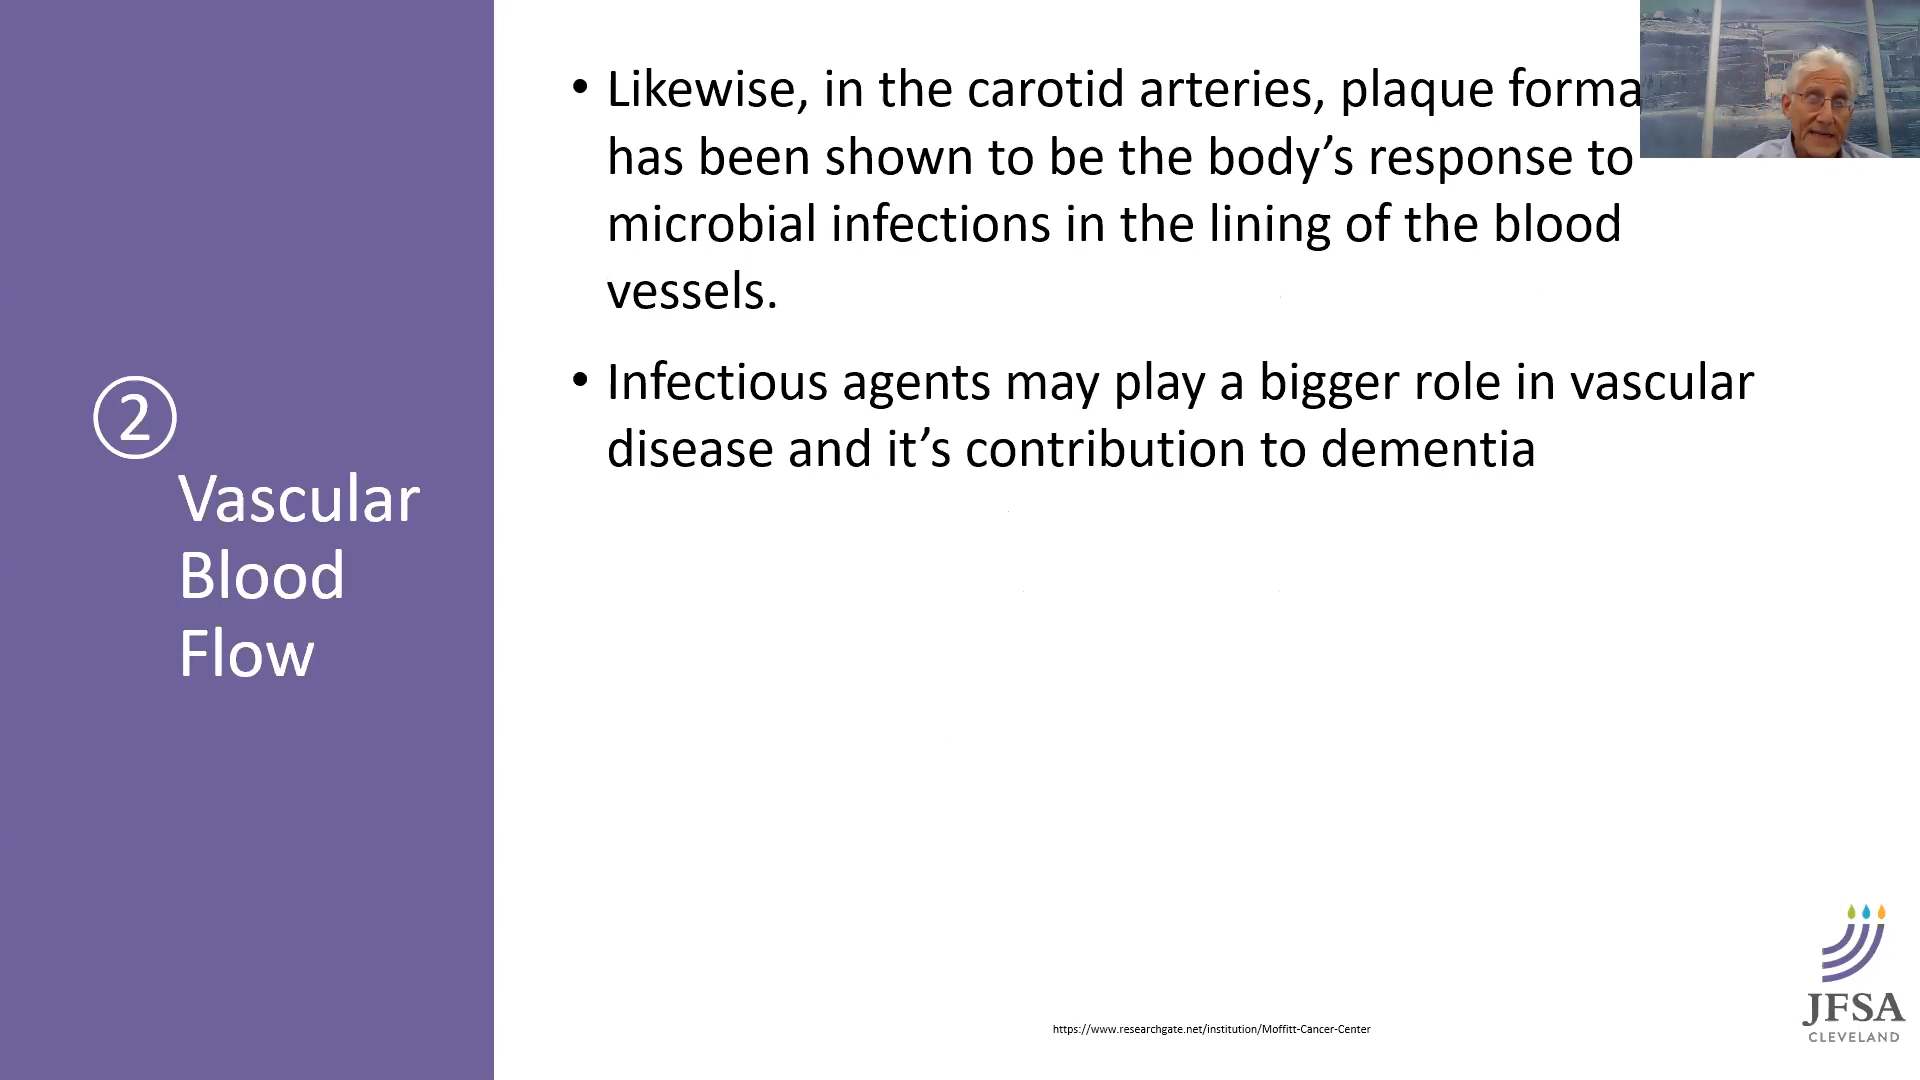 ②
Vascular
Blood
Flow
• Likewise, in the carotid arteries, plaque forma
has been shown to be the body’s response to
microbial infections in the lining of the blood
vessels.
• Infectious agents may play a bigger role in vascular
disease and it’s contribution to dementia
https://www.researchgate.net/institution/Moffitt-Cancer-Center
JFSA
CLEVELAND